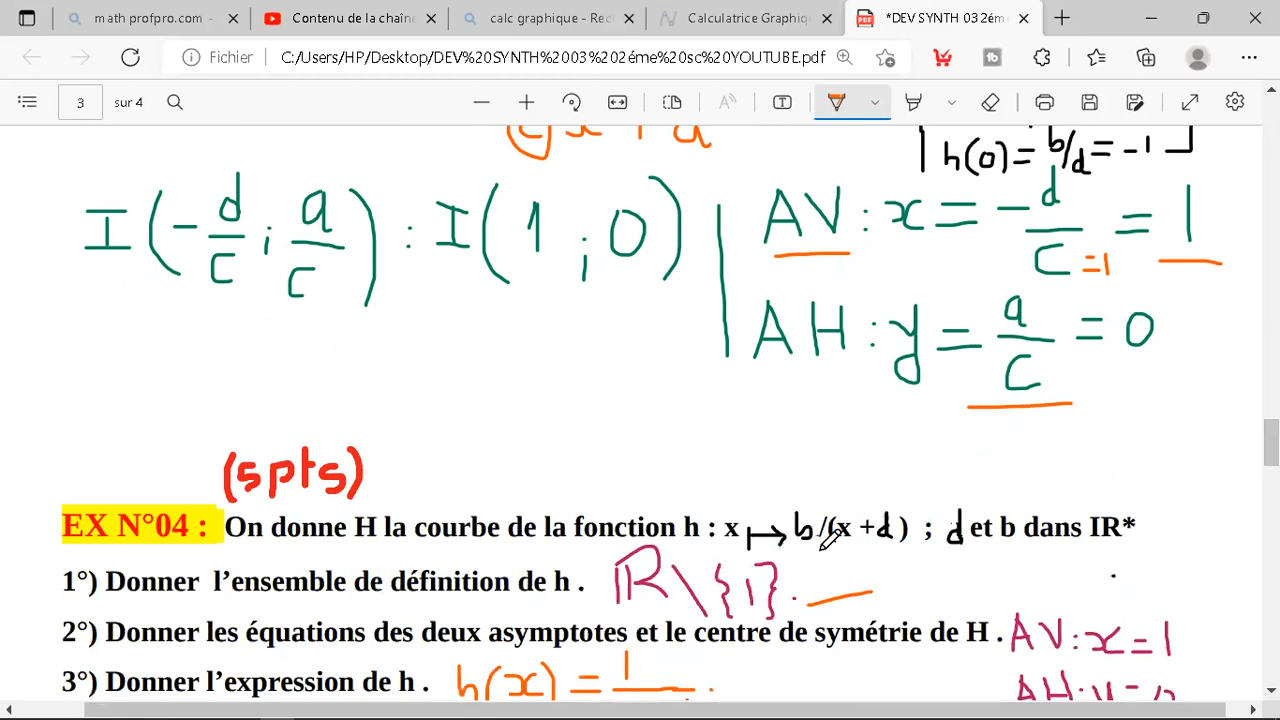 math profplus com -
Contenu de la chaîne
calc graphique - Re
Calculatrice Graphiq
*DEV SYNTH 03 2ém
Fichier C:/Users/HP/Desktop/DEV%20SYNTH%2003%202éme%20sc%20YOUTUBE.pdf
3 sur 4
h(0) = b/d = -1
I(-d/c ; a/c) : I(1 ; 0)
AV : x = -d/c = 1
=1
AH : y = a/c = 0
(5pts)
EX N°04 : On donne H la courbe de la fonction h : x ↦ b/(x +d) ; d et b dans IR*
1°) Donner l’ensemble de définition de h . IR\{1}.
2°) Donner les équations des deux asymptotes et le centre de symétrie de H . AV: x=1
3°) Donner l’expression de h . h(x) = 1